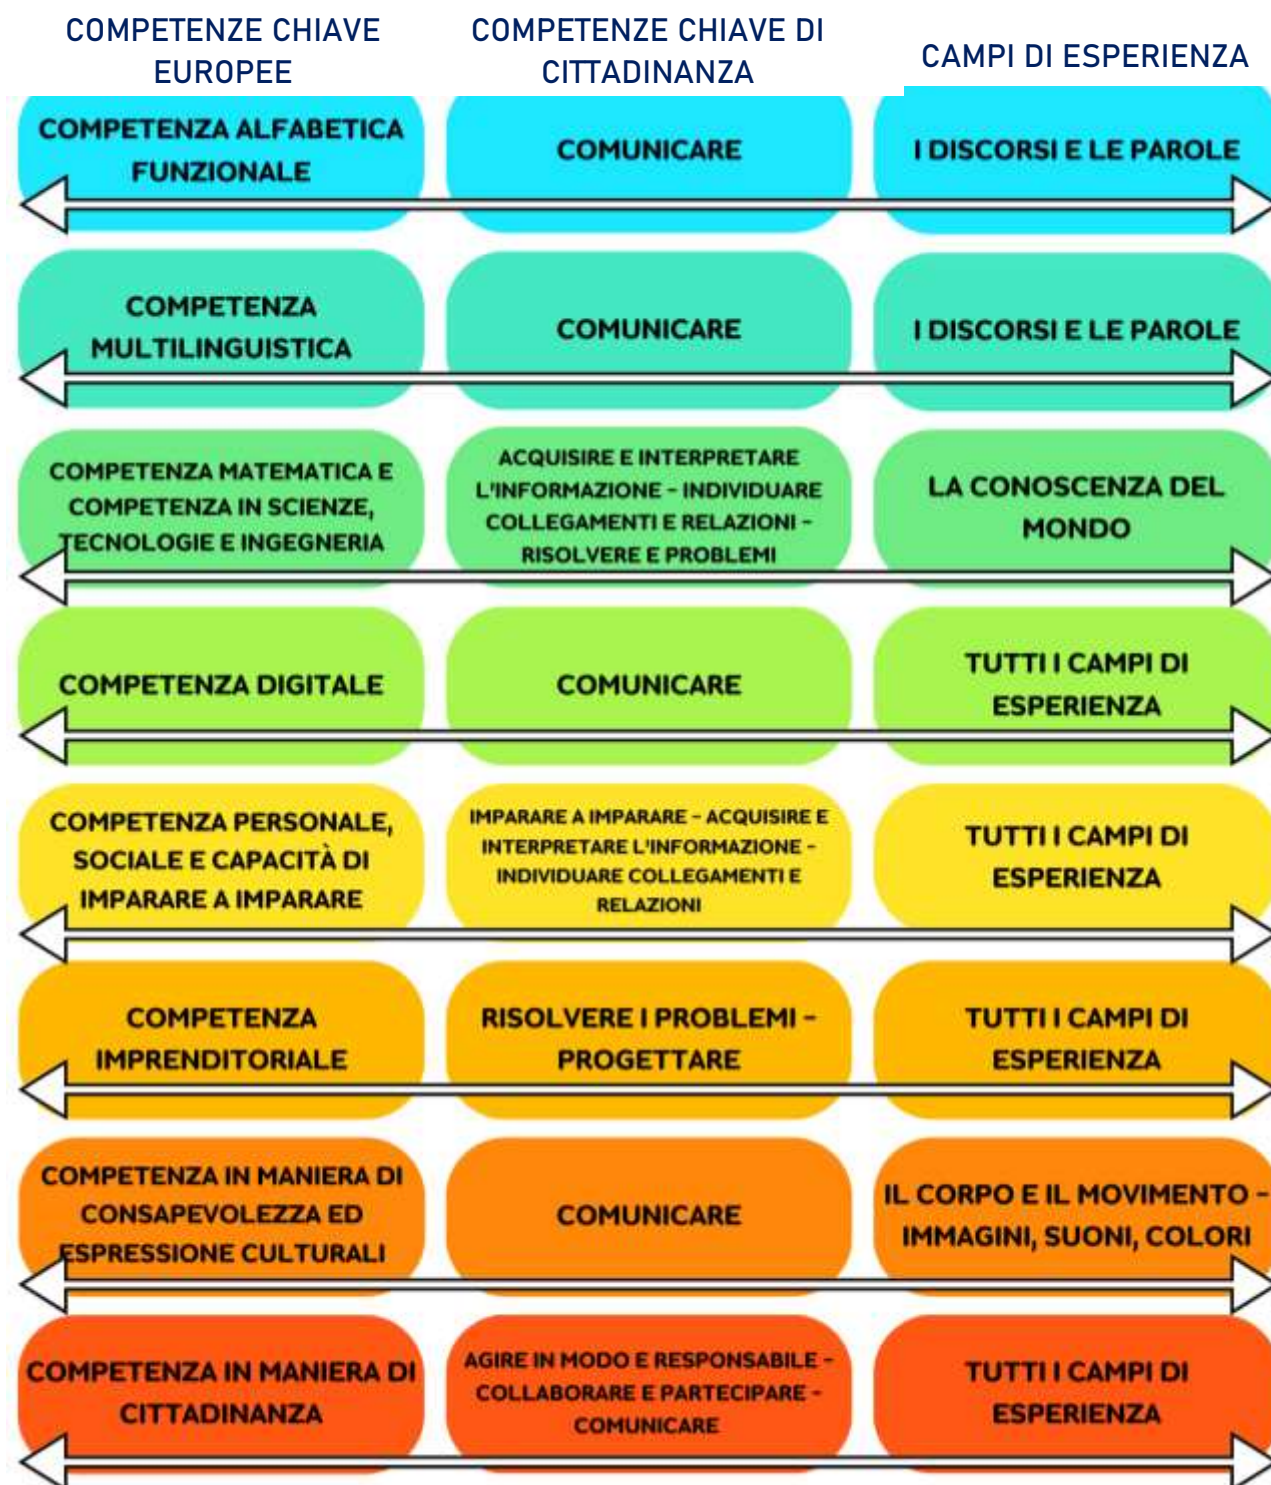 COMPETENZE CHIAVE
EUROPEE
COMPETENZE CHIAVE DI
CITTADINANZA
CAMPI DI ESPERIENZA
COMPETENZA ALFABETICA
FUNZIONALE
COMUNICARE
I DISCORSI E LE PAROLE
COMPETENZA
MULTILINGUISTICA
COMUNICARE
I DISCORSI E LE PAROLE
COMPETENZA MATEMATICA E
COMPETENZA IN SCIENZE,
TECNOLOGIE E INGEGNERIA
ACQUISIRE E INTERPRETARE
L'INFORMAZIONE - INDIVIDUARE
COLLEGAMENTI E RELAZIONI -
RISOLVERE E PROBLEMI
LA CONOSCENZA DEL
MONDO
COMPETENZA DIGITALE
COMUNICARE
TUTTI I CAMPI DI
ESPERIENZA
COMPETENZA PERSONALE,
SOCIALE E CAPACITÀ DI
IMPARARE A IMPARARE
IMPARARE A IMPARARE - ACQUISIRE E
INTERPRETARE L'INFORMAZIONE -
INDIVIDUARE COLLEGAMENTI E
RELAZIONI
TUTTI I CAMPI DI
ESPERIENZA
COMPETENZA
IMPRENDITORIALE
RISOLVERE I PROBLEMI -
PROGETTARE
TUTTI I CAMPI DI
ESPERIENZA
COMPETENZA IN MANIERA DI
CONSAPEVOLEZZA ED
ESPRESSIONE CULTURALI
COMUNICARE
IL CORPO E IL MOVIMENTO -
IMMAGINI, SUONI, COLORI
COMPETENZA IN MANIERA DI
CITTADINANZA
AGIRE IN MODO E RESPONSABILE -
COLLABORARE E PARTECIPARE -
COMUNICARE
TUTTI I CAMPI DI
ESPERIENZA